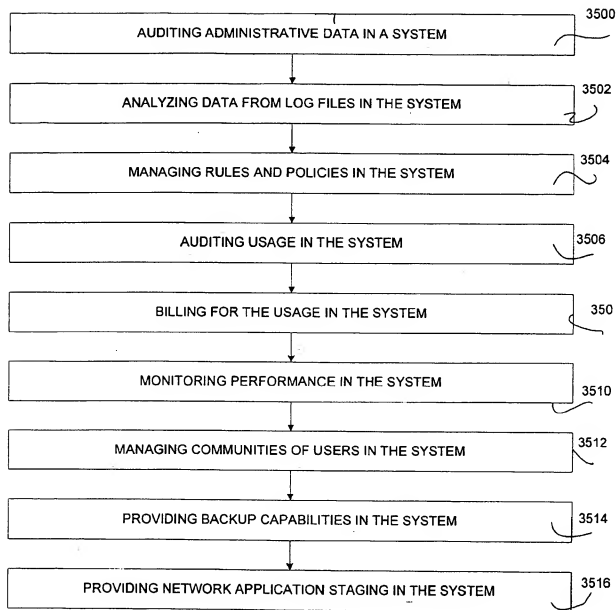 3500
AUDITING ADMINISTRATIVE DATA IN A SYSTEM
3502
ANALYZING DATA FROM LOG FILES IN THE SYSTEM
3504
MANAGING RULES AND POLICIES IN THE SYSTEM
3506
AUDITING USAGE IN THE SYSTEM
350
BILLING FOR THE USAGE IN THE SYSTEM
MONITORING PERFORMANCE IN THE SYSTEM
3510
MANAGING COMMUNITIES OF USERS IN THE SYSTEM
3512
PROVIDING BACKUP CAPABILITIES IN THE SYSTEM
3514
PROVIDING NETWORK APPLICATION STAGING IN THE SYSTEM
3516